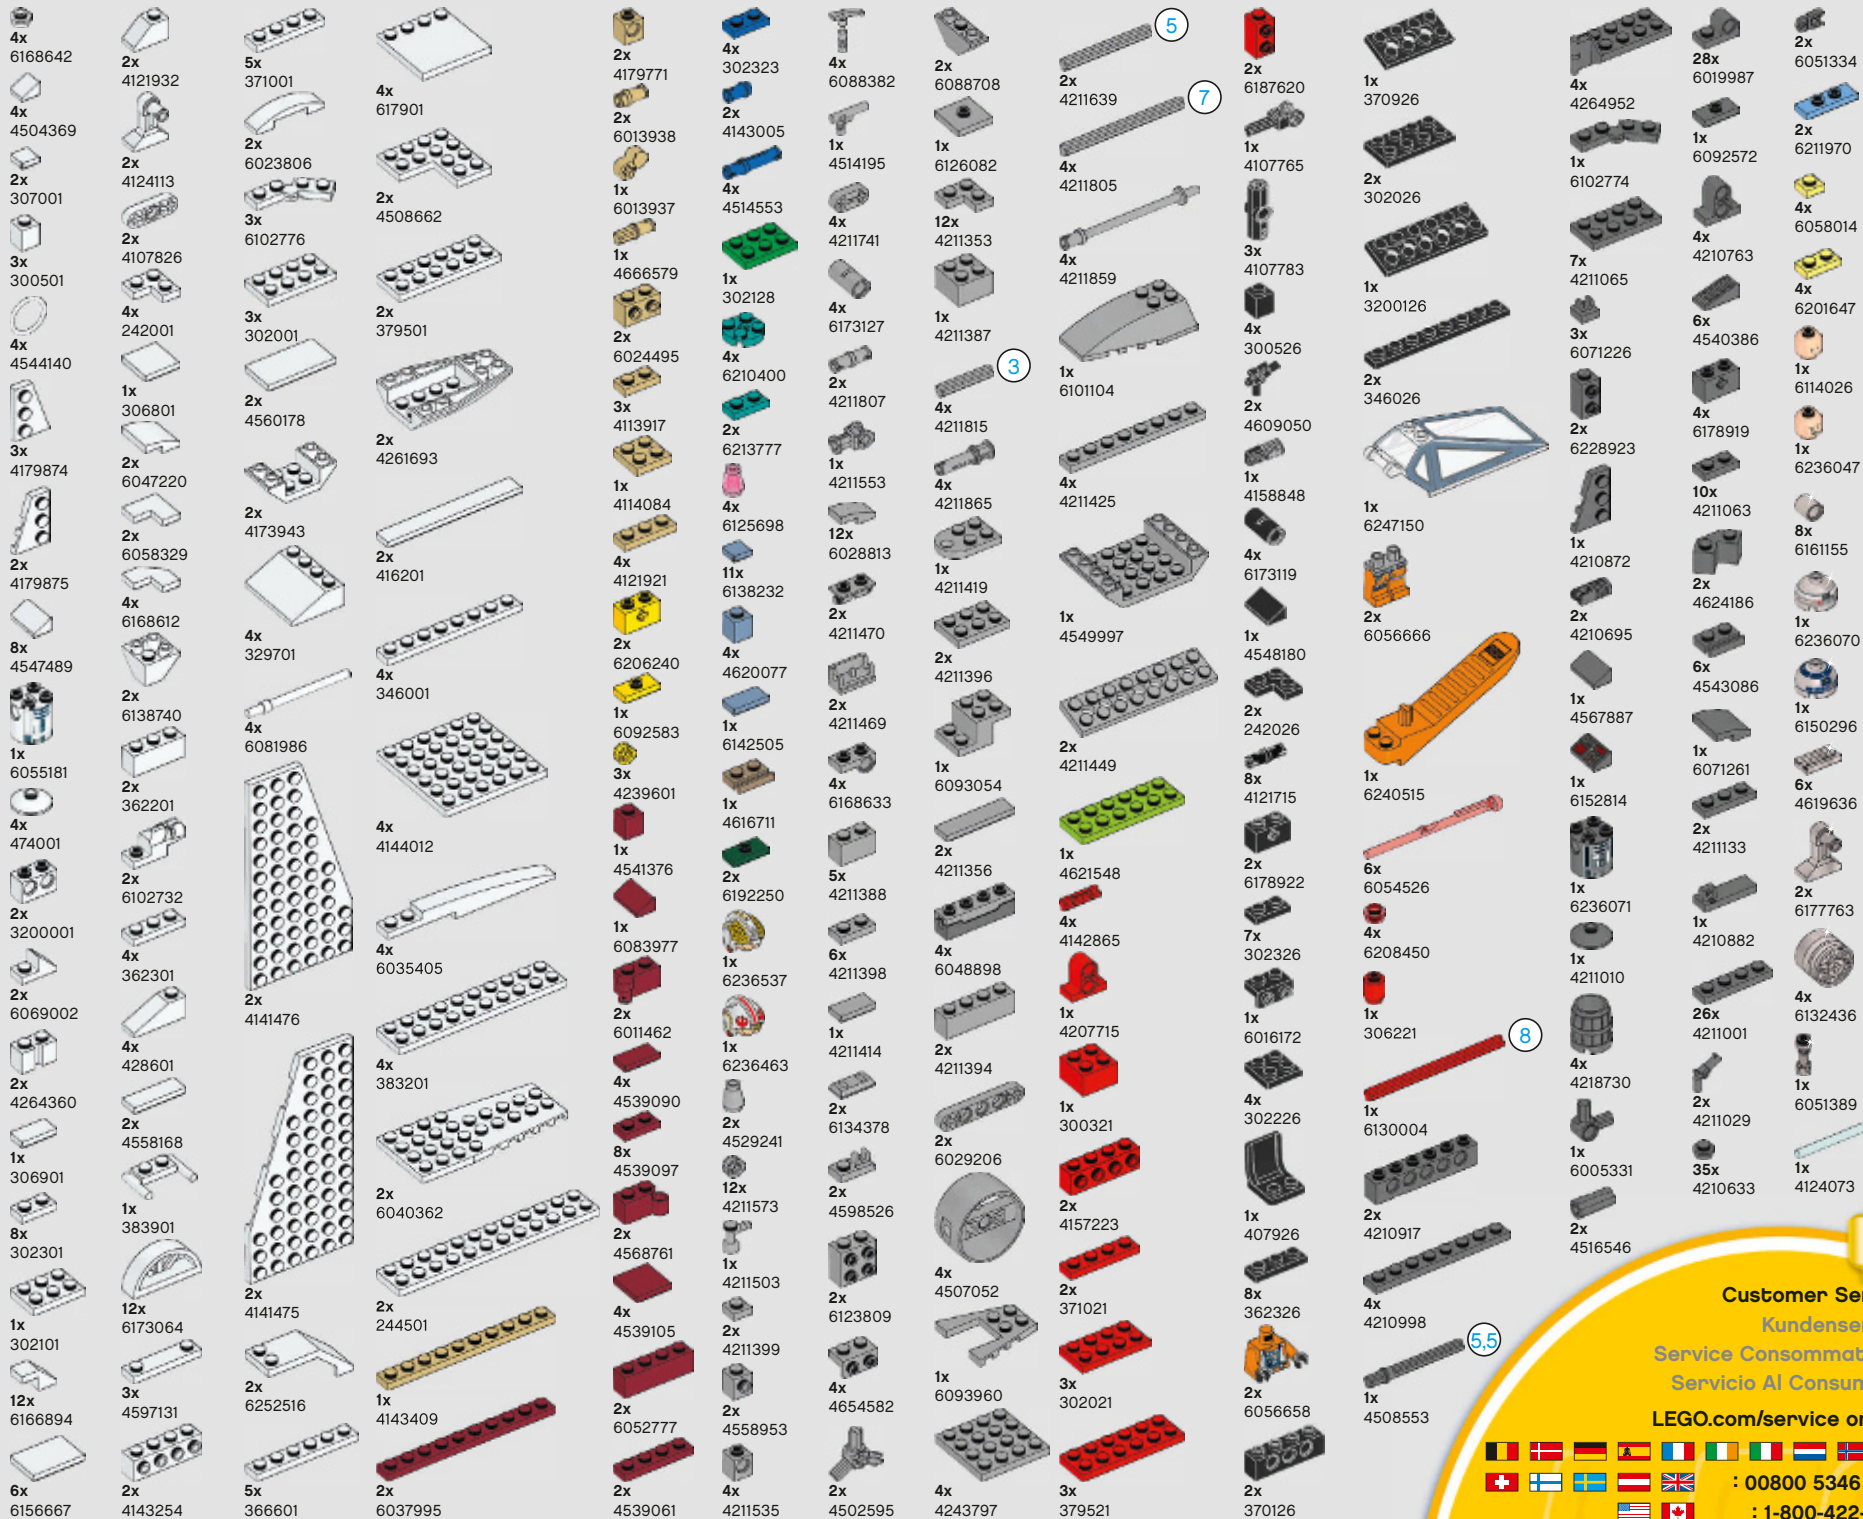 4x
6168642
4x
4504369
2x
307001
3x
300501
4x
4544140
3x
4179874
2x
4179875
8x
4547489
1x
6055181
4x
474001
2x
3200001
2x
6069002
2x
4264360
1x
306901
8x
302301
1x
302101
12x
6166894
6x
6156667
2x
4121932
2x
4124113
2x
4107826
4x
242001
1x
306801
2x
6047220
2x
6058329
4x
6168612
2x
6138740
2x
362201
2x
6102732
4x
362301
4x
428601
2x
4558168
1x
383901
12x
6173064
3x
4597131
2x
4143254
5x
371001
2x
6023806
3x
6102776
3x
302001
2x
4560178
2x
4173943
4x
329701
4x
6081986
2x
4141476
2x
4141475
2x
6252516
5x
366601
4x
617901
2x
4508662
2x
379501
2x
4261693
2x
416201
4x
346001
4x
4144012
4x
6035405
4x
383201
2x
6040362
2x
244501
1x
4143409
2x
6037995
2x
4179771
2x
6013938
1x
6013937
1x
4666579
2x
6024495
3x
4113917
1x
4114084
4x
4121921
2x
6206240
1x
6092583
3x
4239601
1x
4541376
1x
6083977
2x
6011462
4x
4539090
8x
4539097
2x
4568761
4x
4539105
2x
6052777
2x
4539061
4x
302323
2x
4143005
4x
4514553
1x
302128
4x
6210400
2x
6213777
4x
6125698
11x
6138232
4x
4620077
1x
6142505
1x
4616711
2x
6192250
1x
6236537
1x
6236463
2x
4529241
12x
4211573
1x
4211503
2x
4211399
2x
4558953
4x
4211535
4x
6088382
1x
4514195
4x
4211741
4x
6173127
2x
4211807
1x
4211553
12x
6028813
2x
4211470
2x
4211469
4x
6168633
5x
4211388
6x
4211398
1x
4211414
2x
6134378
2x
4598526
2x
6123809
4x
4654582
2x
4502595
2x
6088708
1x
6126082
12x
4211353
1x
4211387
3
4x
4211815
4x
4211865
1x
4211419
2x
4211396
1x
6093054
2x
4211356
4x
6048898
2x
4211394
2x
6029206
4x
4507052
1x
6093960
4x
4243797
5
2x
4211639
7
4x
4211805
4x
4211859
1x
6101104
4x
4211425
1x
4549997
2x
4211449
1x
4621548
4x
4142865
1x
4207715
1x
300321
2x
4157223
2x
371021
3x
302021
3x
379521
2x
6187620
1x
4107765
3x
4107783
4x
300526
2x
4609050
1x
4158848
4x
6173119
1x
4548180
2x
242026
8x
4121715
2x
6178922
7x
302326
1x
6016172
4x
302226
1x
407926
8x
362326
2x
6056658
2x
370126
1x
370926
2x
302026
1x
3200126
2x
346026
1x
6247150
2x
6056666
1x
6240515
6x
6054526
4x
6208450
1x
306221
8
1x
6130004
2x
4210917
4x
4210998
5,5
1x
4508553
4x
4264952
1x
6102774
7x
4211065
3x
6071226
2x
6228923
1x
4210872
2x
4210695
1x
4567887
1x
6152814
1x
6236071
1x
4211010
4x
4218730
1x
6005331
2x
4516546
28x
6019987
1x
6092572
4x
4210763
6x
4540386
4x
6178919
10x
4211063
2x
4624186
6x
4543086
1x
6071261
2x
4211133
1x
4210882
26x
4211001
2x
4211029
35x
4210633
2x
6051334
2x
6211970
4x
6058014
4x
6201647
1x
6114026
1x
6236047
8x
6161155
1x
6236070
1x
6150296
6x
4619636
2x
6177763
4x
6132436
1x
6051389
1x
4124073
Customer Ser
Kundenser
Service Consommat
Servicio Al Consum
LEGO.com/service or
: 00800 5346
: 1-800-422-